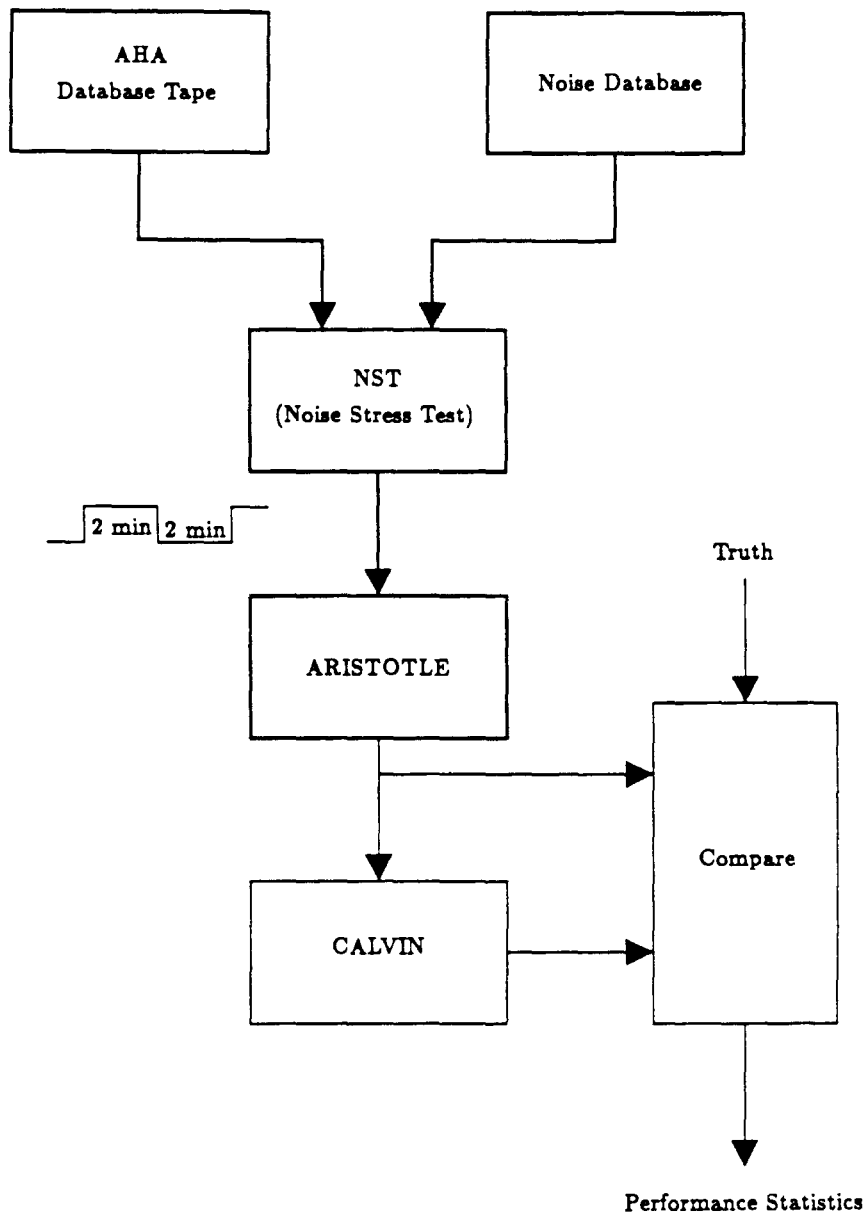 AHA
Database Tape
Noise Database
NST
(Noise Stress Test)
2 min 2 min
Truth
ARISTOTLE
Compare
CALVIN
Performance Statistics